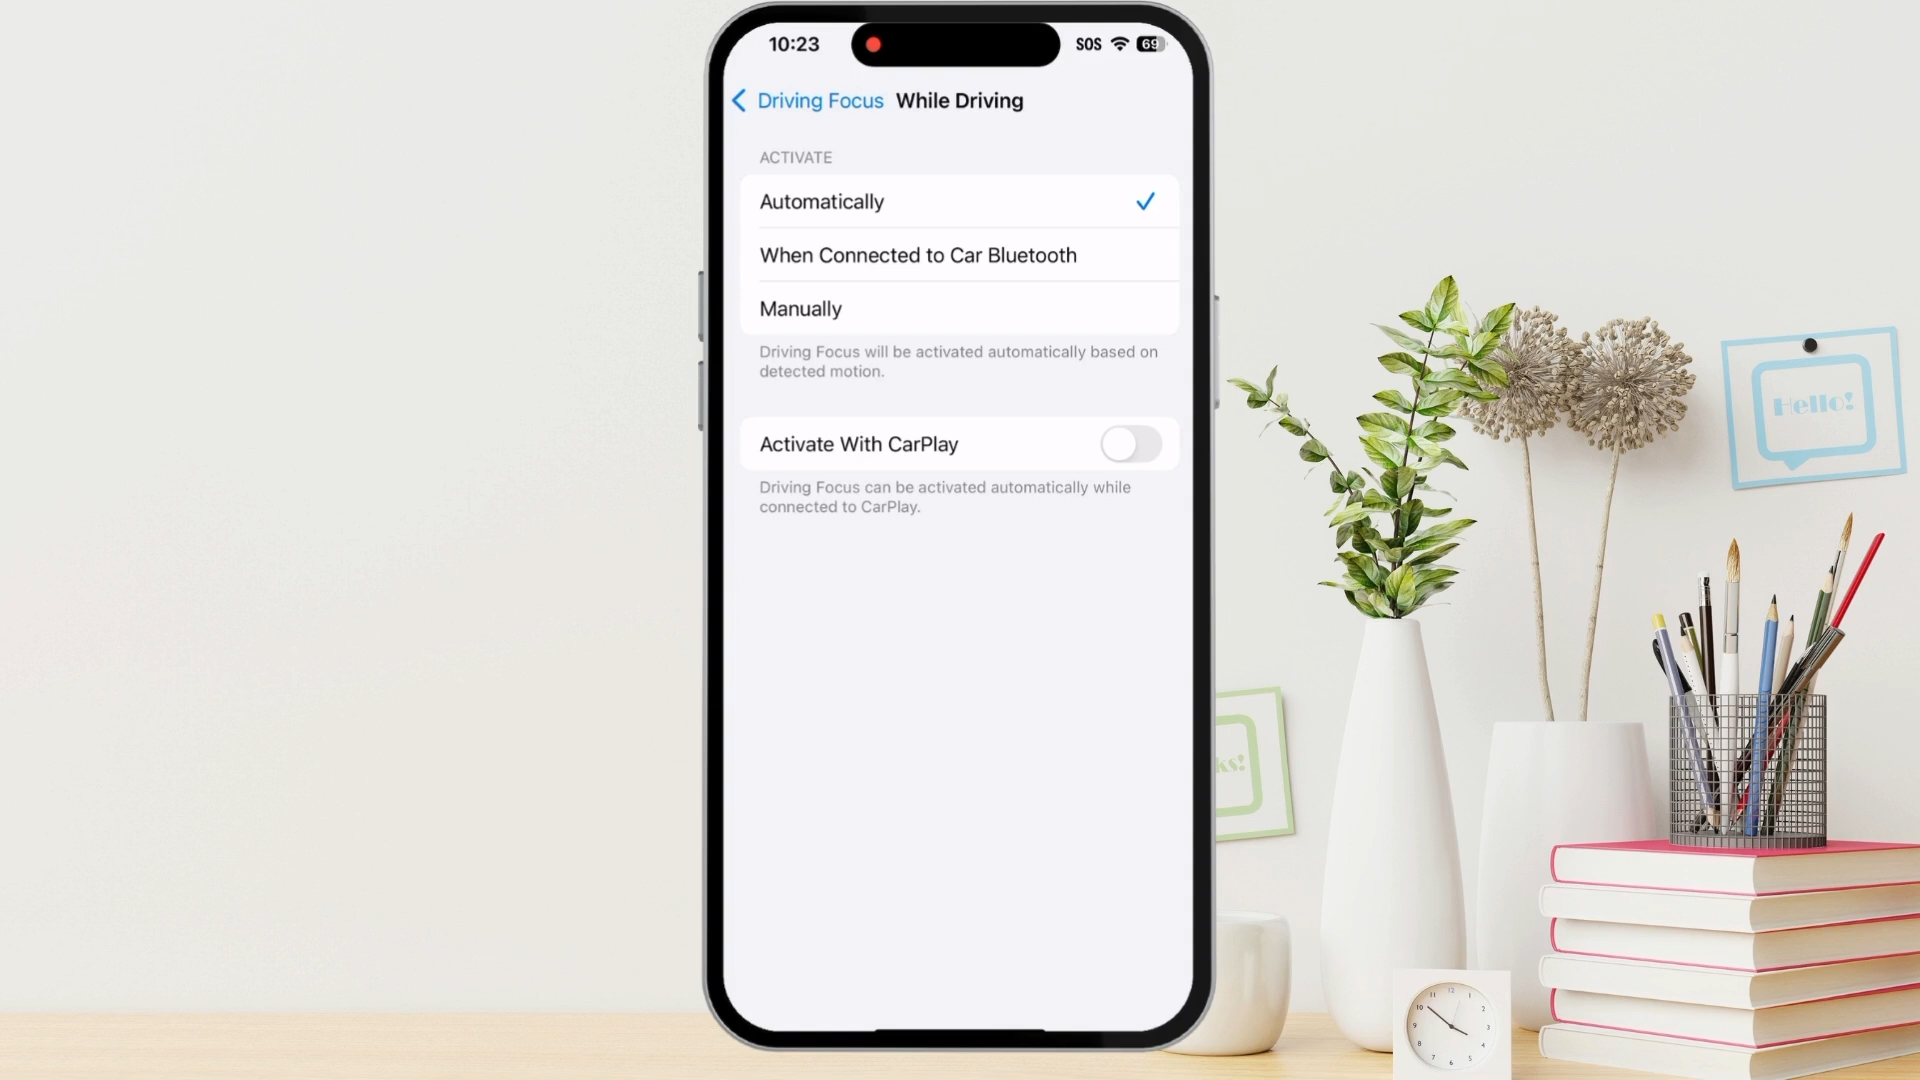 10:23
SOS
69
Driving Focus
While Driving
ACTIVATE
Automatically
When Connected to Car Bluetooth
Manually
Driving Focus will be activated automatically based on
detected motion.
Activate With CarPlay
Driving Focus can be activated automatically while
connected to CarPlay.
Hello!
ks!